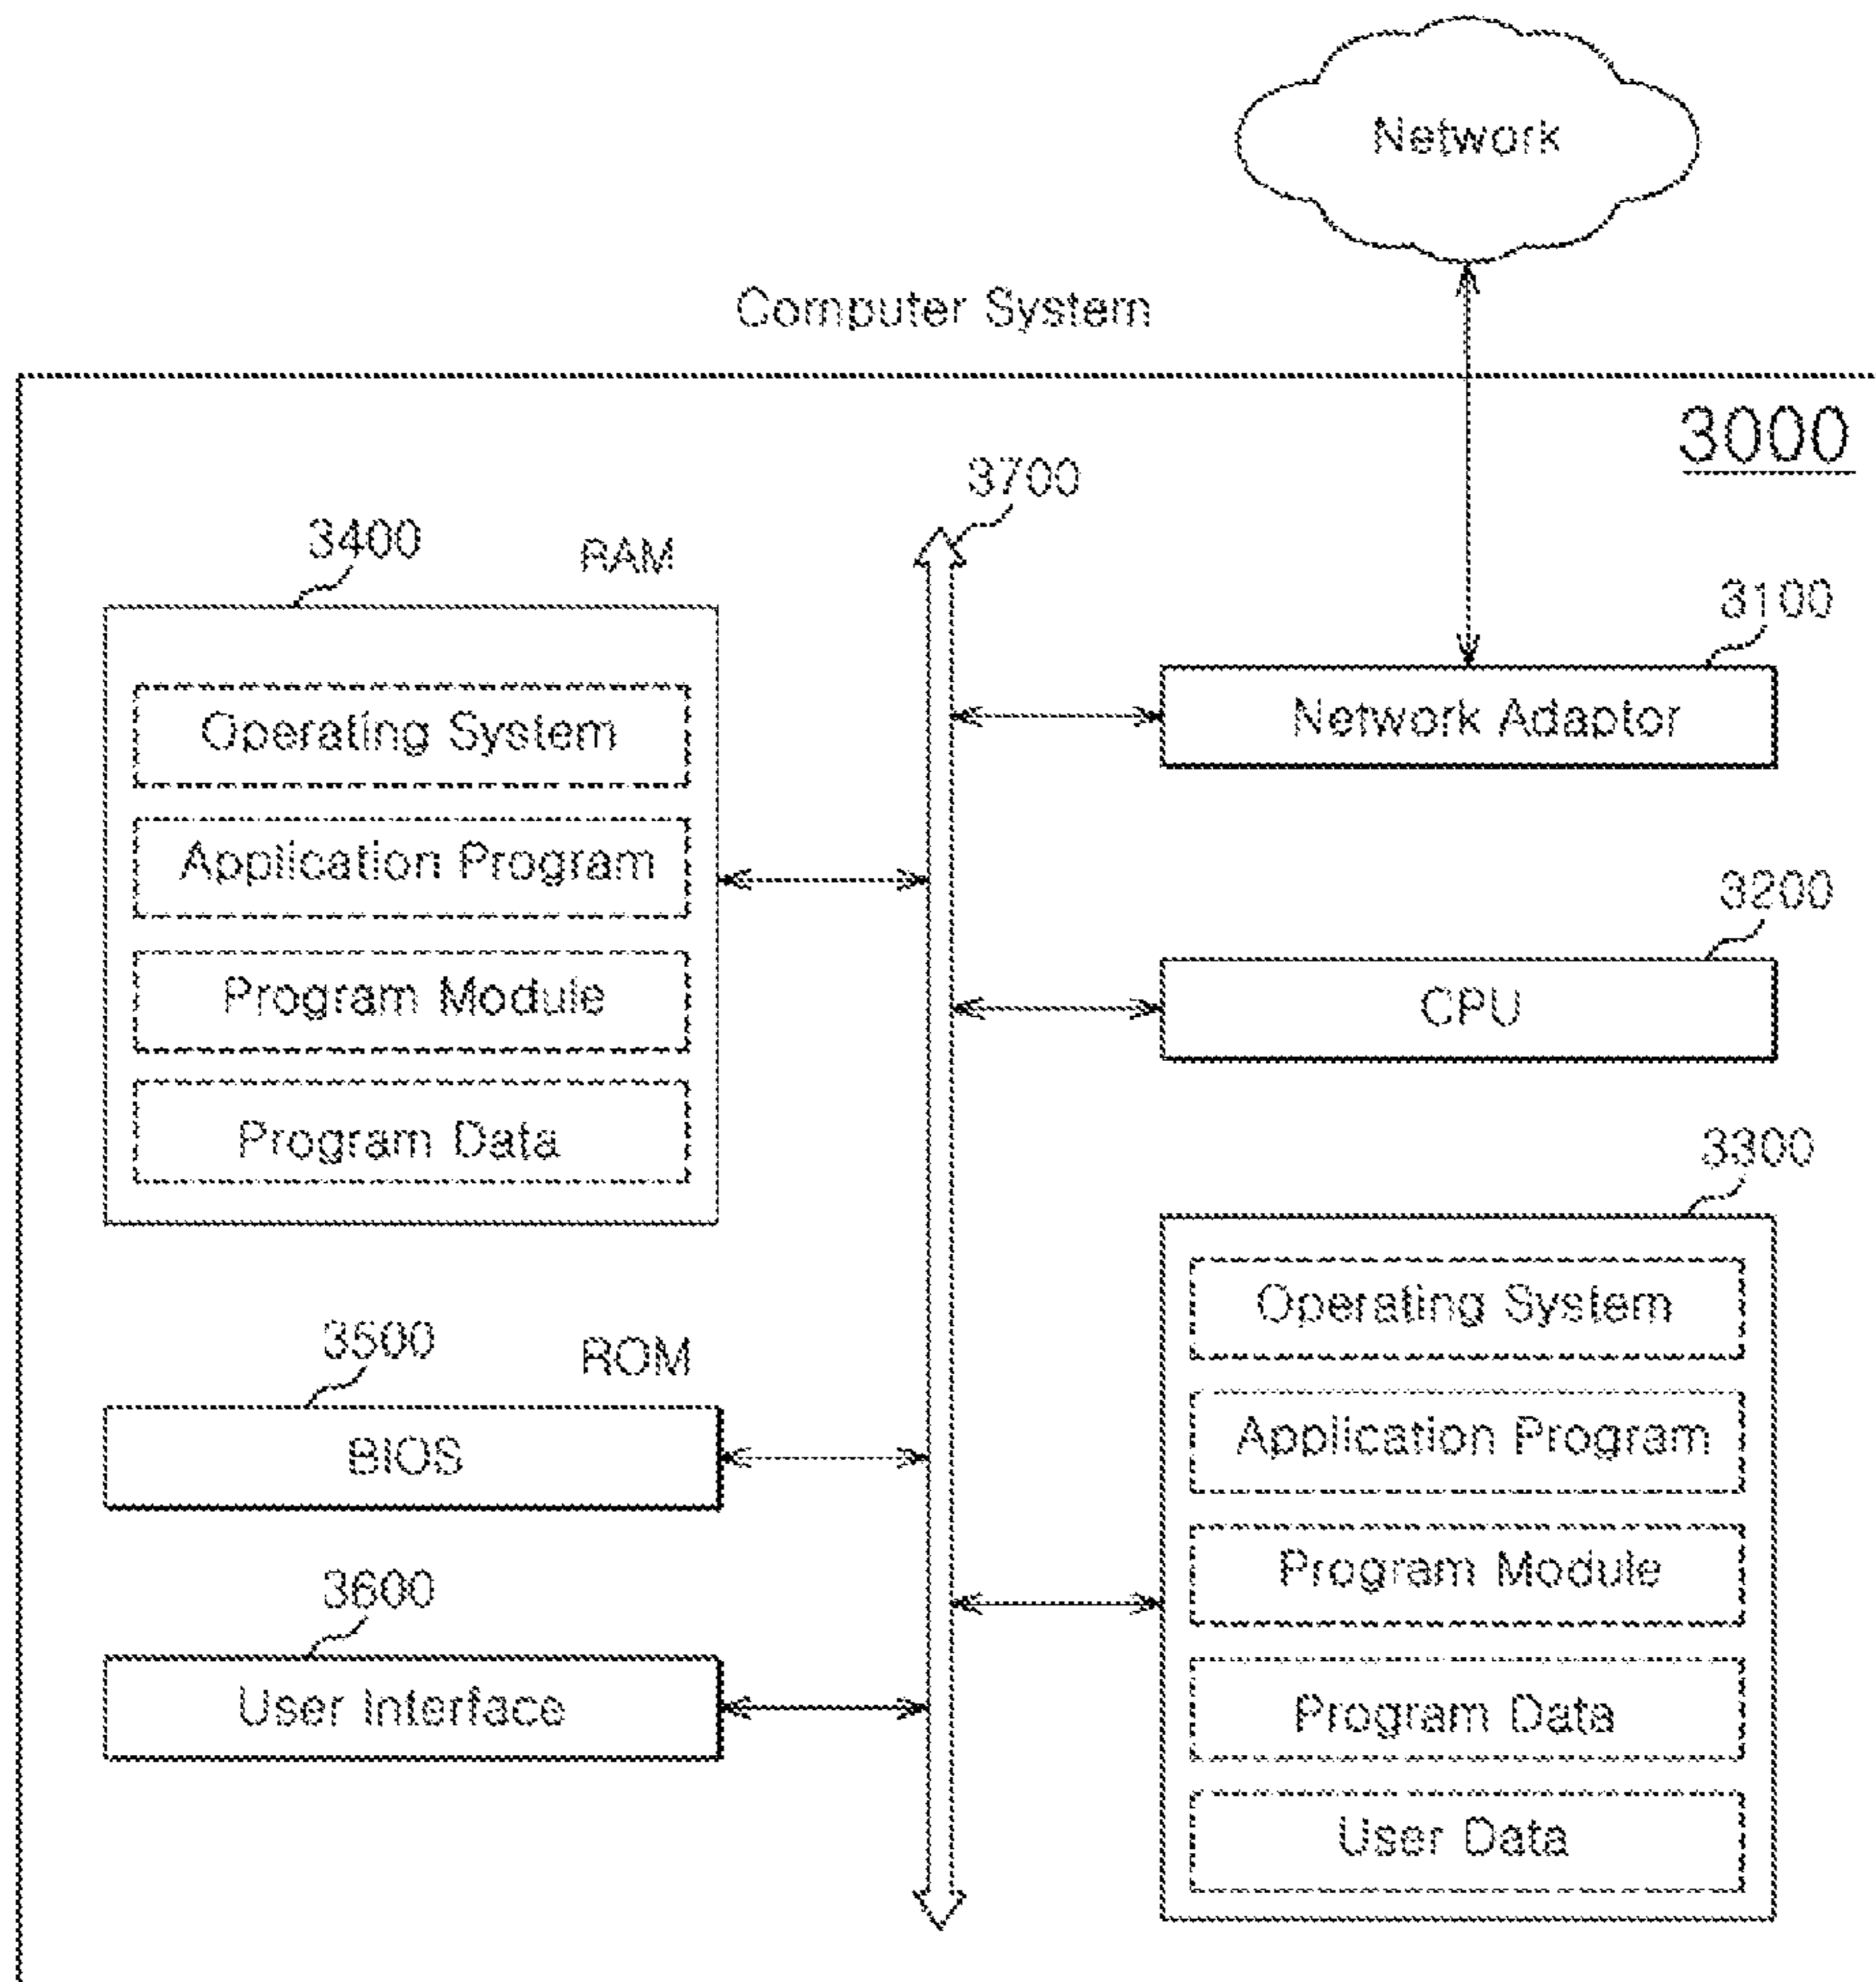 Network
Computer System
3000
3700
3400
RAM
Operating System
Application Program
Program Module
Program Data
3100
Network Adaptor
3200
CPU
3300
Operating System
Application Program
Program Module
Program Data
User Data
3500
ROM
BIOS
3600
User Interface